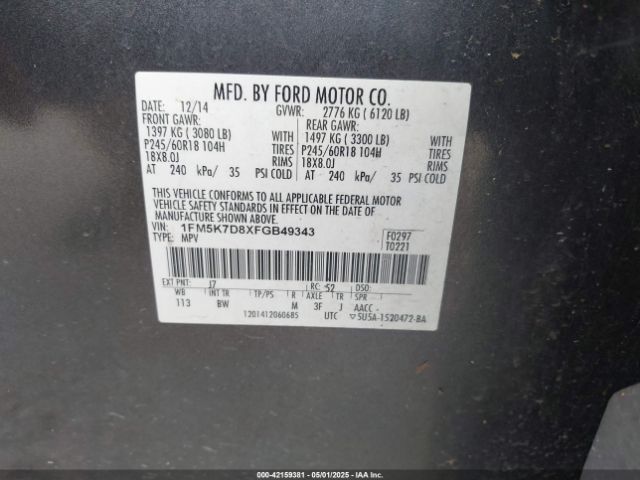 MFD. BY FORD MOTOR CO.
DATE: 12/14 GVWR: 2776 KG ( 6120 LB)
FRONT GAWR: REAR GAWR:
1397 KG ( 3080 LB) WITH 1497 KG ( 3300 LB) WITH
P245/60R18 104H TIRES P245/60R18 104H TIRES
18X8.0J RIMS 18X8.0J RIMS
AT 240 kPa/ 35 PSI COLD AT 240 kPa/ 35 PSI COLD
THIS VEHICLE CONFORMS TO ALL APPLICABLE FEDERAL MOTOR
VEHICLE SAFETY STANDARDS IN EFFECT ON THE DATE OF
MANUFACTURE SHOWN ABOVE.
VIN: 1FM5K7D8XFGB49343 F0297
TYPE: MPV T0221
EXT PNT: J7 RC: 52 DSO:
WB INT TR TP/PS R AXLE TR SPR
113 BW M 3F J AACC
1201412060685 UTC ▽5U5A-1520472-BA
000-42159381 - 05/01/2025 - IAAI.COM